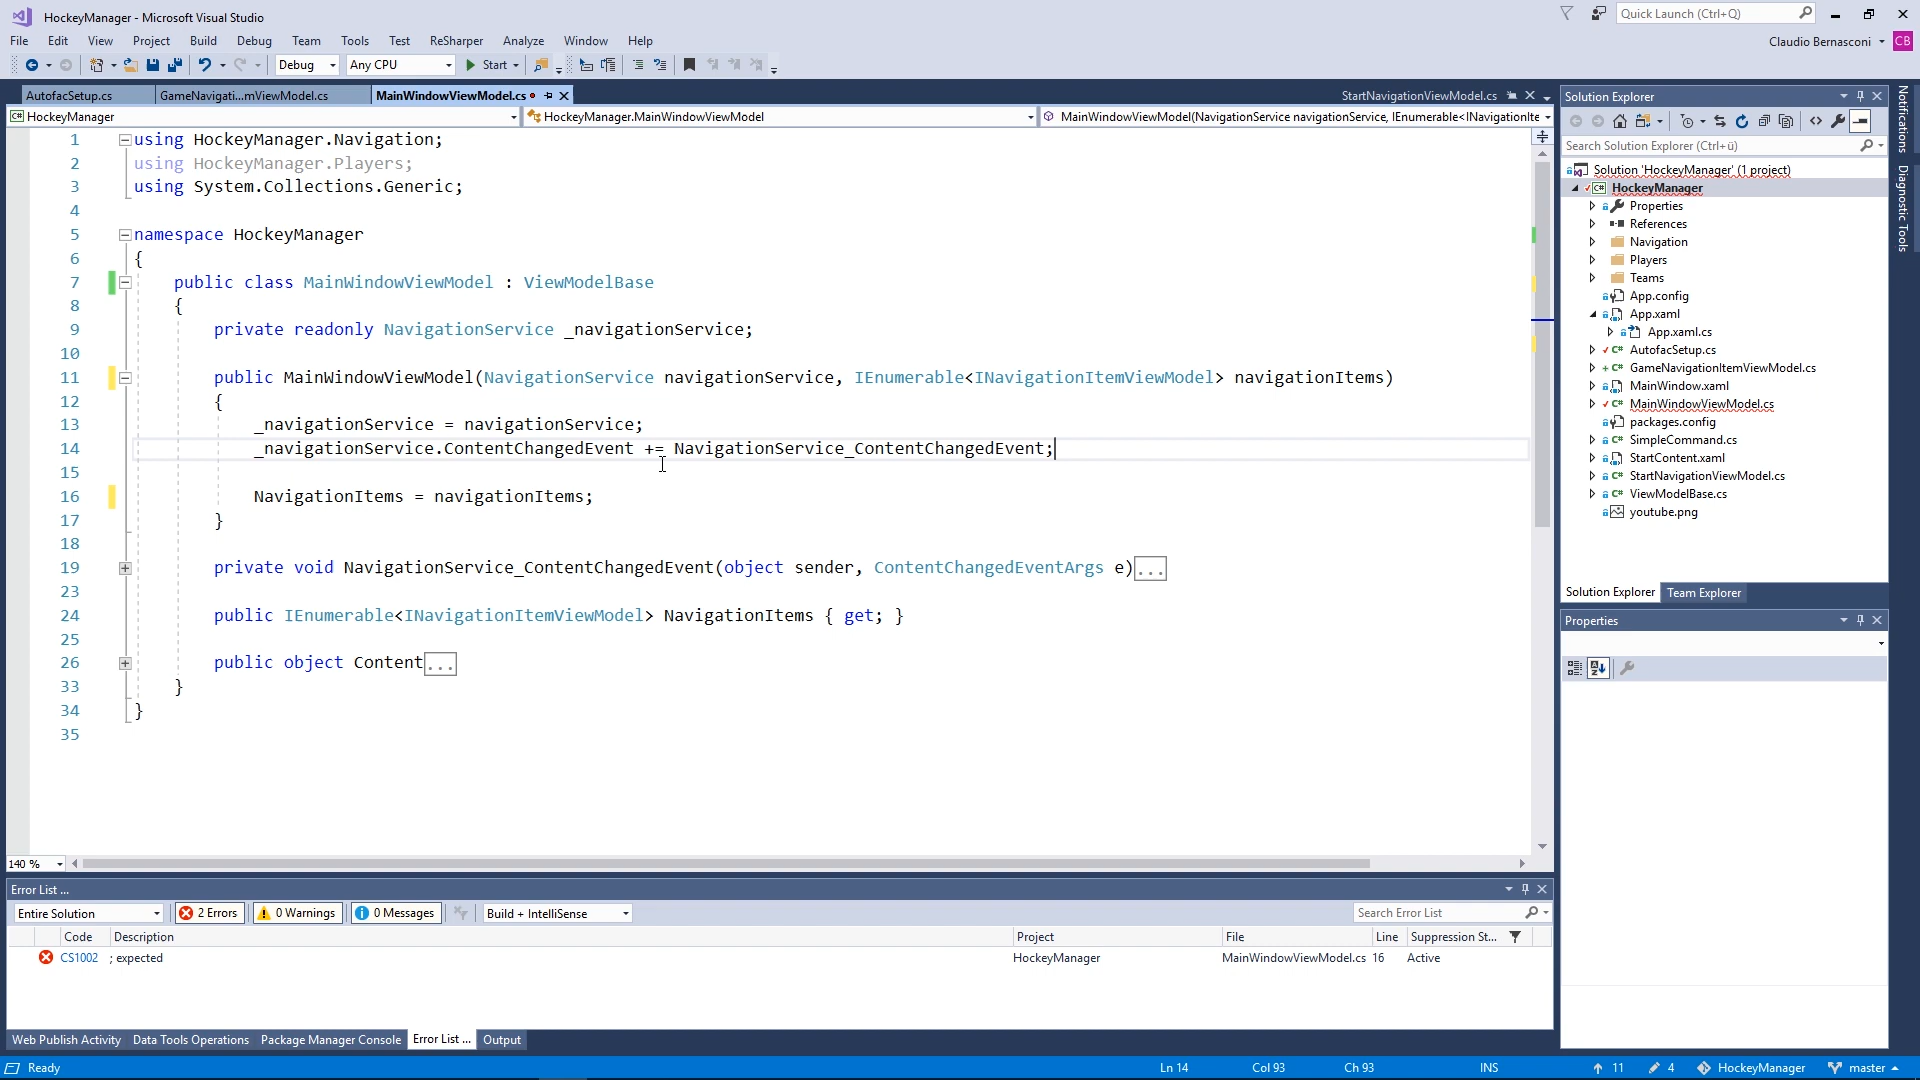 HockeyManager - Microsoft Visual Studio
Quick Launch (Ctrl+Q)
File Edit View Project Build Debug Team Tools Test ReSharper Analyze Window Help
Claudio Bernasconi
CB
Debug Any CPU Start
AutofacSetup.cs GameNavigati...mViewModel.cs MainWindowViewModel.cs StartNavigationViewModel.cs
HockeyManager HockeyManager.MainWindowViewModel MainWindowViewModel(NavigationService navigationService, IEnumerable<INavigationIte
1 using HockeyManager.Navigation;
2 using HockeyManager.Players;
3 using System.Collections.Generic;
4
5 namespace HockeyManager
6 {
7 public class MainWindowViewModel : ViewModelBase
8 {
9 private readonly NavigationService _navigationService;
10
11 public MainWindowViewModel(NavigationService navigationService, IEnumerable<INavigationItemViewModel> navigationItems)
12 {
13 _navigationService = navigationService;
14 _navigationService.ContentChangedEvent += NavigationService_ContentChangedEvent;
15
16 NavigationItems = navigationItems;
17 }
18
19 private void NavigationService_ContentChangedEvent(object sender, ContentChangedEventArgs e)...
23
24 public IEnumerable<INavigationItemViewModel> NavigationItems { get; }
25
26 public object Content...
33 }
34 }
35
140 %
Solution Explorer
Search Solution Explorer (Ctrl+ü)
Solution 'HockeyManager' (1 project)
C# HockeyManager
Properties
References
Navigation
Players
Teams
App.config
App.xaml
App.xaml.cs
C# AutofacSetup.cs
C# GameNavigationItemViewModel.cs
MainWindow.xaml
C# MainWindowViewModel.cs
packages.config
C# SimpleCommand.cs
StartContent.xaml
C# StartNavigationViewModel.cs
C# ViewModelBase.cs
youtube.png
Solution Explorer Team Explorer
Properties
Notifications
Diagnostic Tools
Error List ...
Entire Solution 2 Errors 0 Warnings 0 Messages Build + IntelliSense Search Error List
Code Description Project File Line Suppression St...
CS1002 ; expected HockeyManager MainWindowViewModel.cs 16 Active
Web Publish Activity Data Tools Operations Package Manager Console Error List ... Output
Ready Ln 14 Col 93 Ch 93 INS 11 4 HockeyManager master